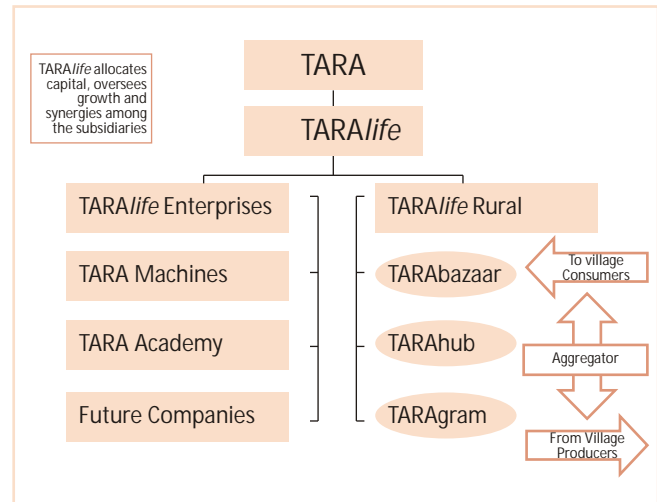 TARA
TARAlife allocates
capital, oversees
growth and
synergies among
the subsidiaries
TARAlife
TARAlife Enterprises
TARAlife Rural
TARA Machines
TARAbazaar
To village
Consumers
TARA Academy
TARAhub
Aggregator
Future Companies
TARAgram
From Village
Producers